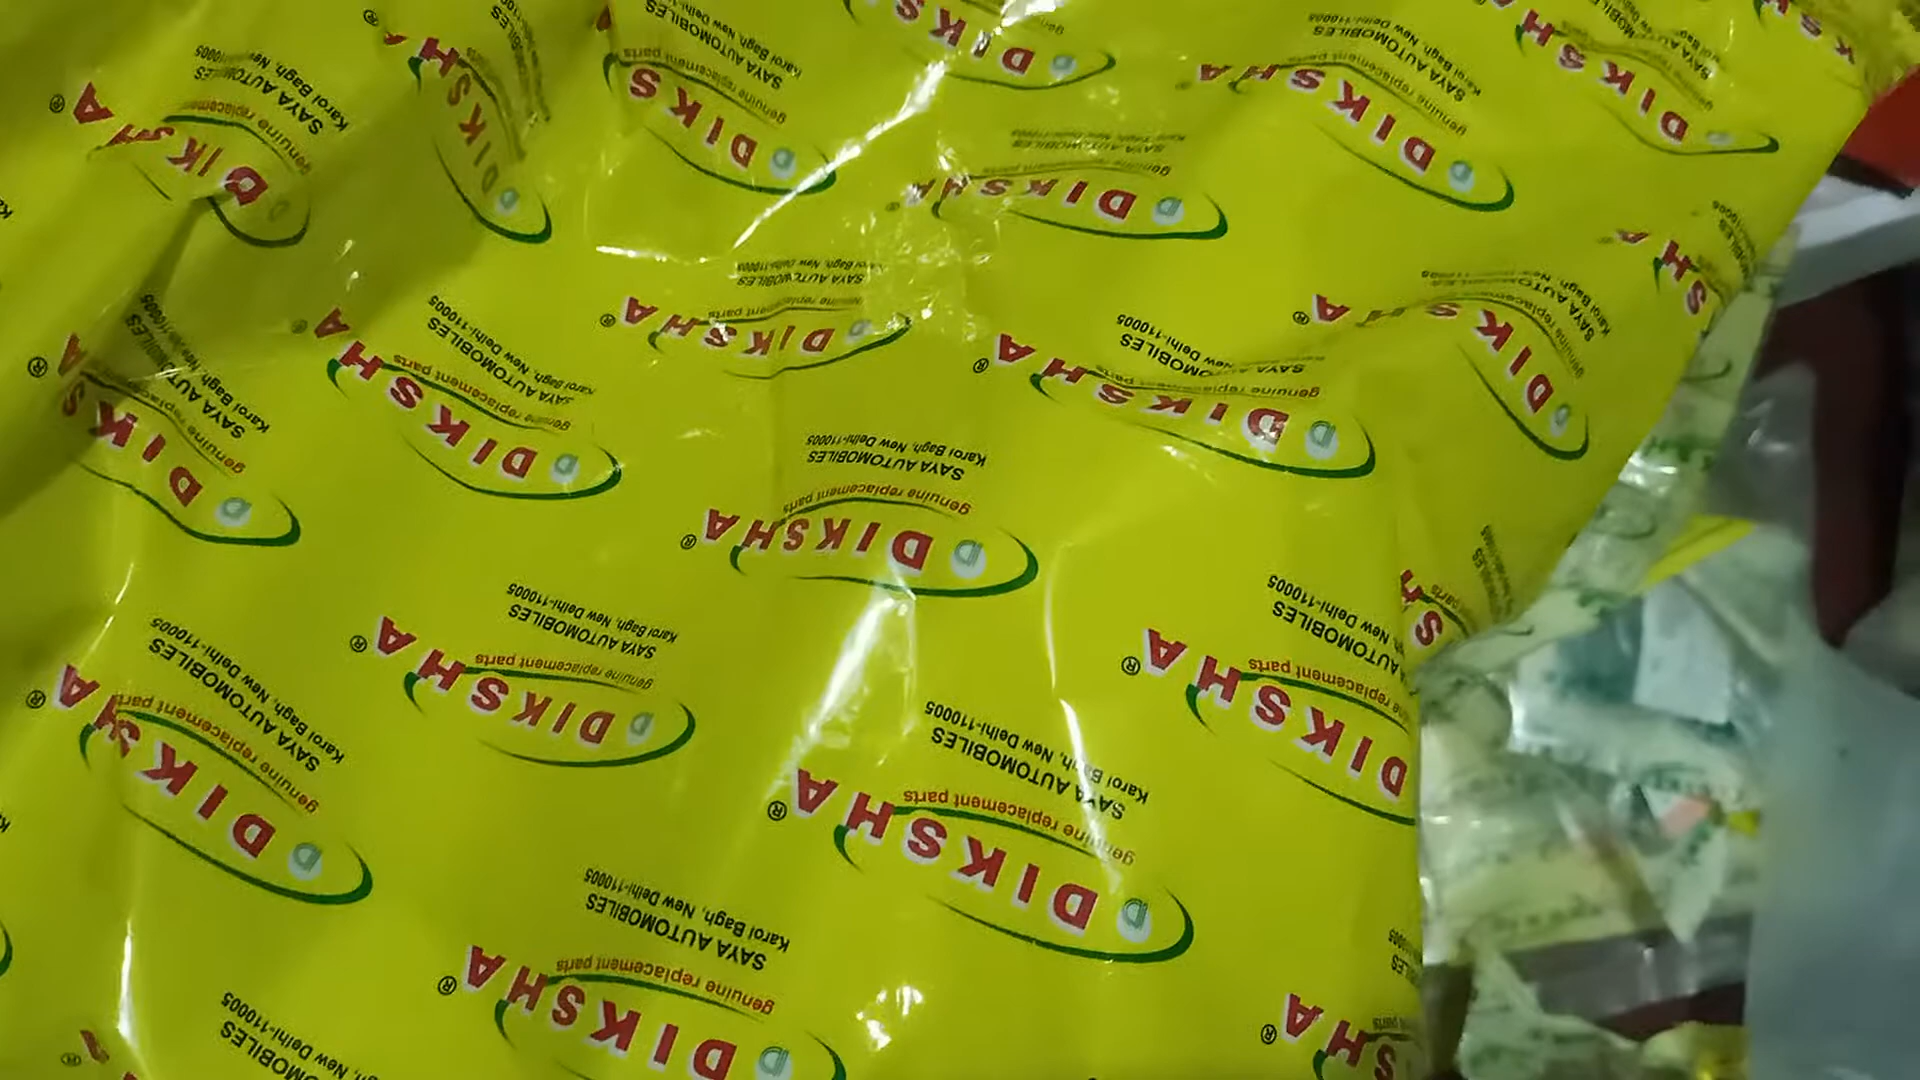 DIKSHA®
genuine replacement parts
SAYA AUTOMOBILES
Karol Bagh, New Delhi-110005